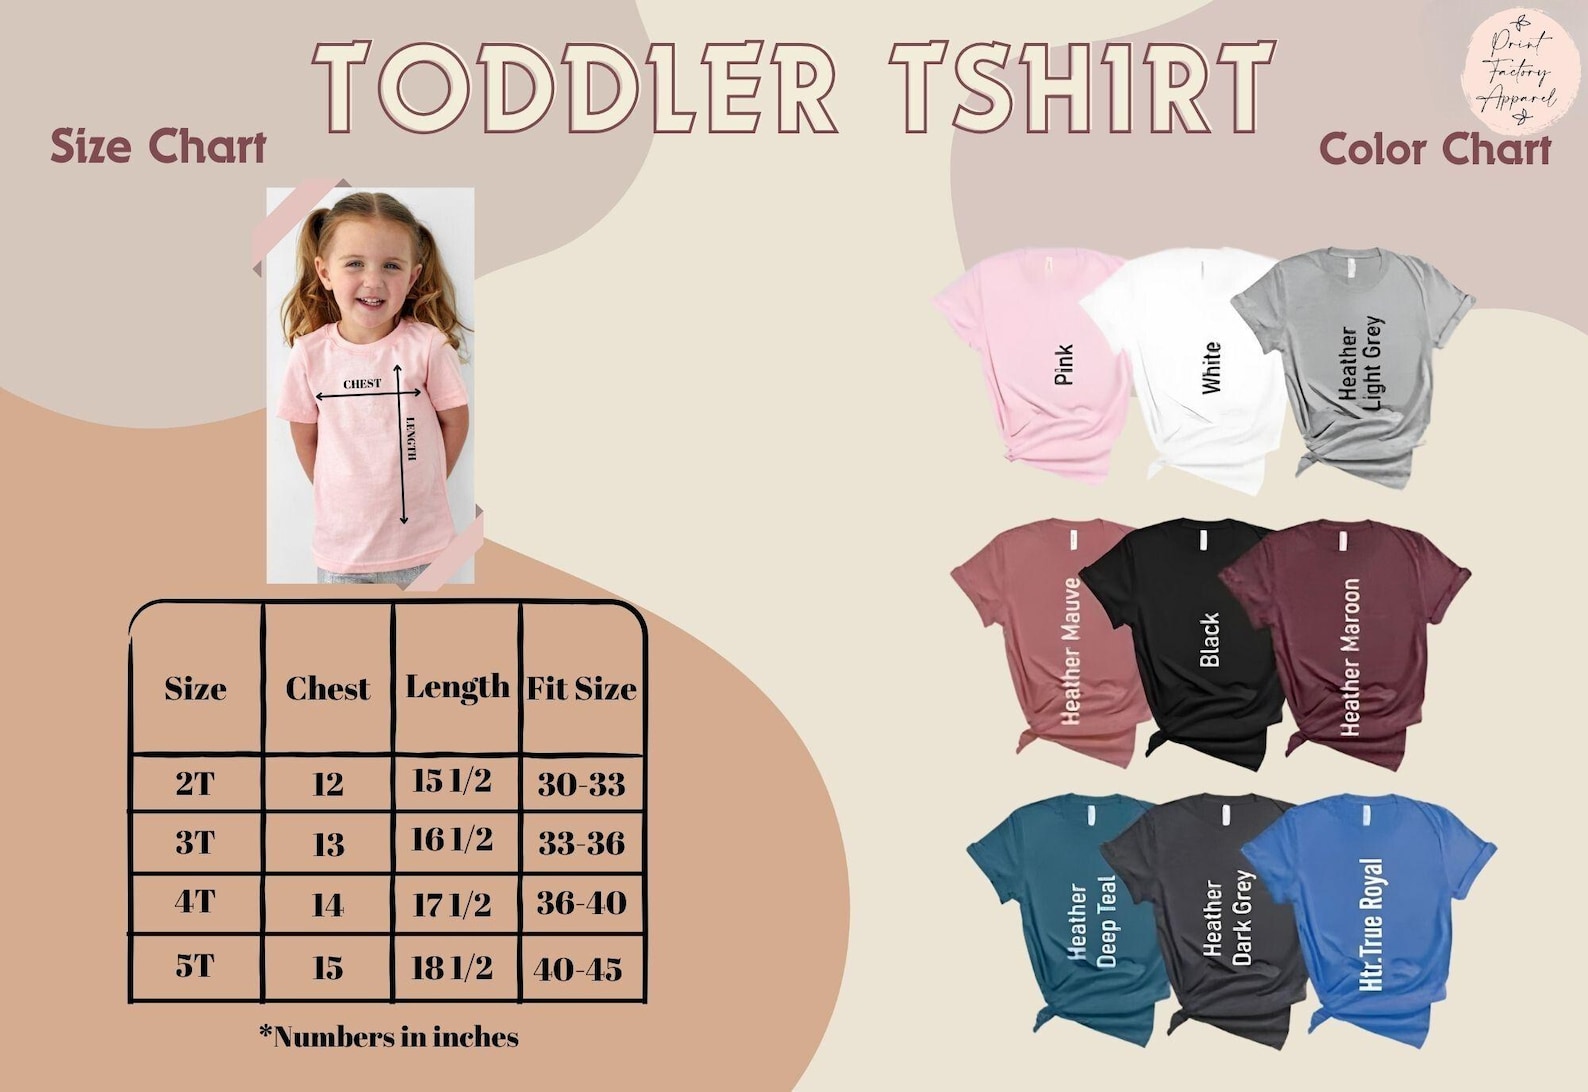 TODDLER TSHIRT
Print
Factory
Apparel
Size Chart
Color Chart
CHEST
LENGTH
Size Chest Length Fit Size
2T 12 15 1/2 30-33
3T 13 16 1/2 33-36
4T 14 17 1/2 36-40
5T 15 18 1/2 40-45
*Numbers in inches
Pink
White
Heather
Light Grey
Heather Mauve
Black
Heather Maroon
Heather
Deep Teal
Heather
Dark Grey
Htr.True Royal